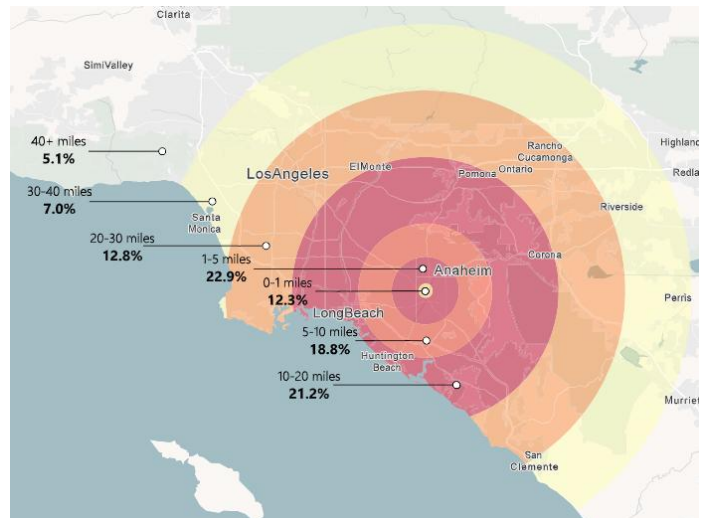 Clarita
SimiValley
40+ miles
5.1%
30-40 miles
7.0%
Santa
Monica
20-30 miles
12.8%
1-5 miles
22.9%
0-1 miles
12.3%
LosAngeles
ElMonte
Pomona
Ontario
Rancho
Cucamonga
Highland
Redla
Riverside
Anaheim
Corona
Perris
LongBeach
5-10 miles
18.8%
Huntington
Beach
10-20 miles
21.2%
Murriet
San
Clemente